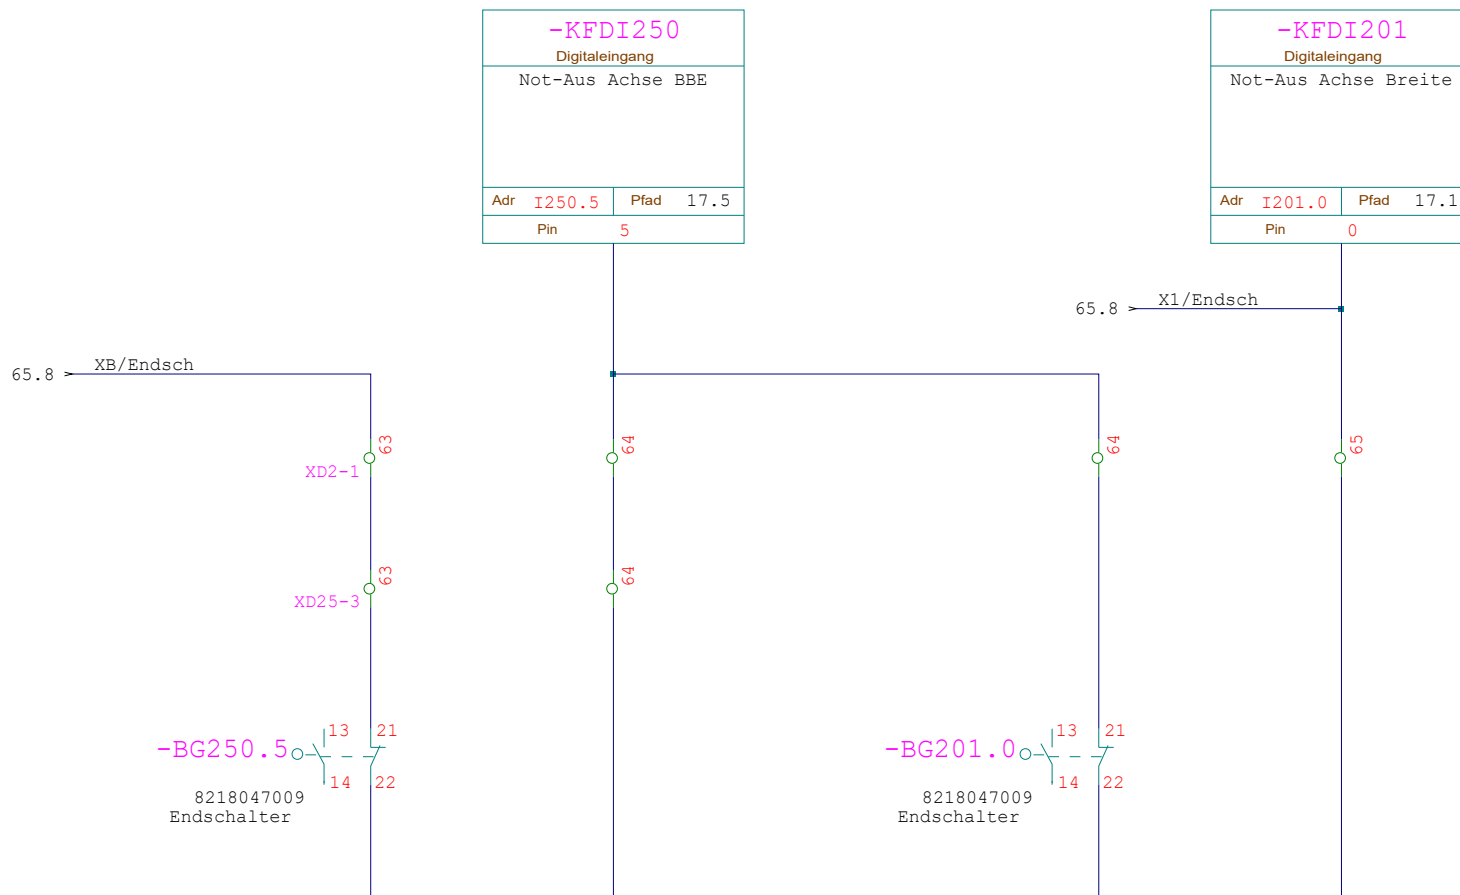 -KFDI250
Digitaleingang
Not-Aus Achse BBE
Adr I250.5 Pfad 17.5
Pin 5
-KFDI201
Digitaleingang
Not-Aus Achse Breite
Adr I201.0 Pfad 17.1
Pin 0
65.8 X1/Endsch
65.8 XB/Endsch
63
XD2-1
64
64
65
63
XD25-3
64
13 21
-BG250.5
14 22
8218047009
Endschalter
13 21
-BG201.0
14 22
8218047009
Endschalter